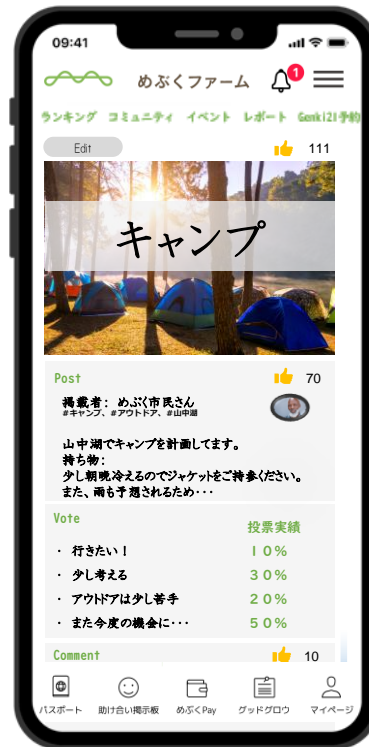 09:41
めぶくファーム
1
ランキング コミュニティ イベント レポート Genki21予約
Edit
111
キャンプ
Post
70
掲載者： めぶく市民さん
#キャンプ、#アウトドア、#山中湖
山中湖でキャンプを計画してます。
持ち物：
少し朝晩冷えるのでジャケットをご持参ください。
また、雨も予想されるため・・・
Vote
投票実績
・ 行きたい！ １０％
・ 少し考える ３０％
・ アウトドアは少し苦手 ２０％
・ また今度の機会に・・・ ５０％
Comment
10
パスポート 助け合い掲示板 めぶくPay グッドグロウ マイページ